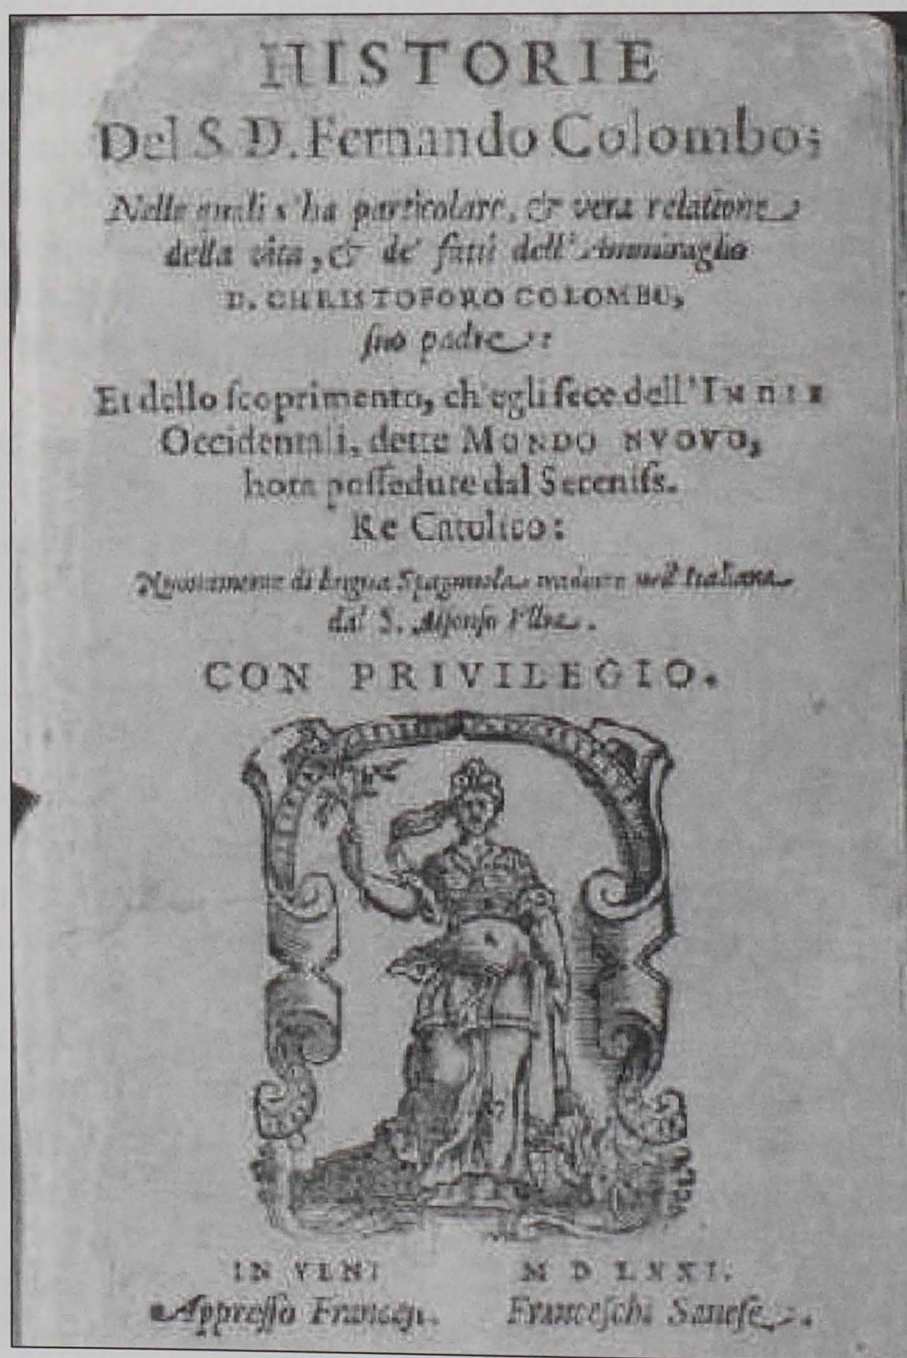 HISTORIE
Del S. D. Fernando Colombo;
Nelle quali s'ha particolare, & vera relatione
della vita, & de' fatti dell'Ammiraglio
D. CHRISTOFORO COLOMBO,
suo padre:
Et dello scoprimento, ch'egli fece dell'INDIE
Occidentali, dette MONDO NVOVO,
hora possedute dal Sereniss.
Re Catolico:
Nuouamente di lingua Spagnuola tradotte nell'Italiana
dal S. Alfonso Vlloa.
CON PRIVILEGIO.
IN VENE MDLXXI.
Appresso Franceschi Sanese.